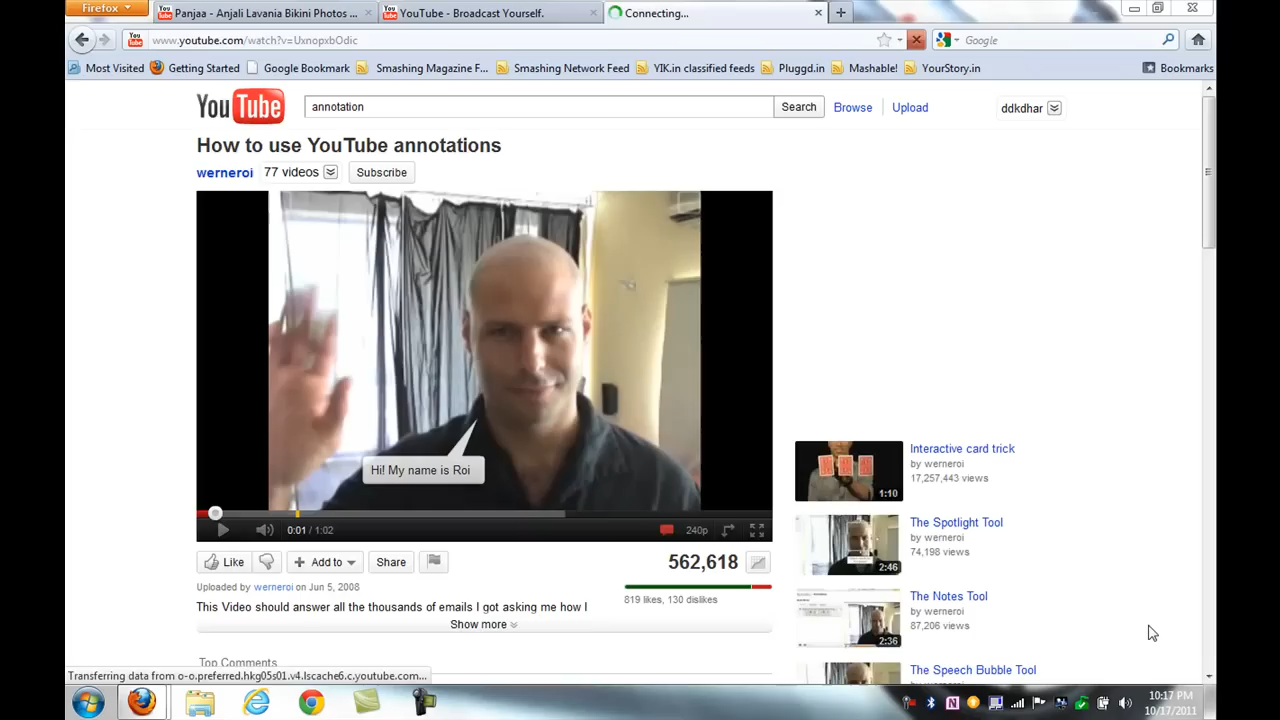 Firefox
Panjaa - Anjali Lavania Bikini Photos ...
YouTube - Broadcast Yourself.
Connecting...
www.youtube.com/watch?v=UxnopxbOdic
Google
Most Visited
Getting Started
Google Bookmark
Smashing Magazine F...
Smashing Network Feed
YIK.in classified feeds
Pluggd.in
Mashable!
YourStory.in
Bookmarks
YouTube
annotation
Search
Browse
Upload
ddkdhar
How to use YouTube annotations
werneroi
77 videos
Subscribe
Hi! My name is Roi
0:01 / 1:02
240p
Like
Add to
Share
562,618
Uploaded by werneroi on Jun 5, 2008
819 likes, 130 dislikes
This Video should answer all the thousands of emails I got asking me how I
Show more
Top Comments
Interactive card trick
by werneroi
17,257,443 views
1:10
The Spotlight Tool
by werneroi
74,198 views
2:46
The Notes Tool
by werneroi
87,206 views
2:36
The Speech Bubble Tool
Transferring data from o-o.preferred.hkg05s01.v4.lscache6.c.youtube.com...
10:17 PM
10/17/2011